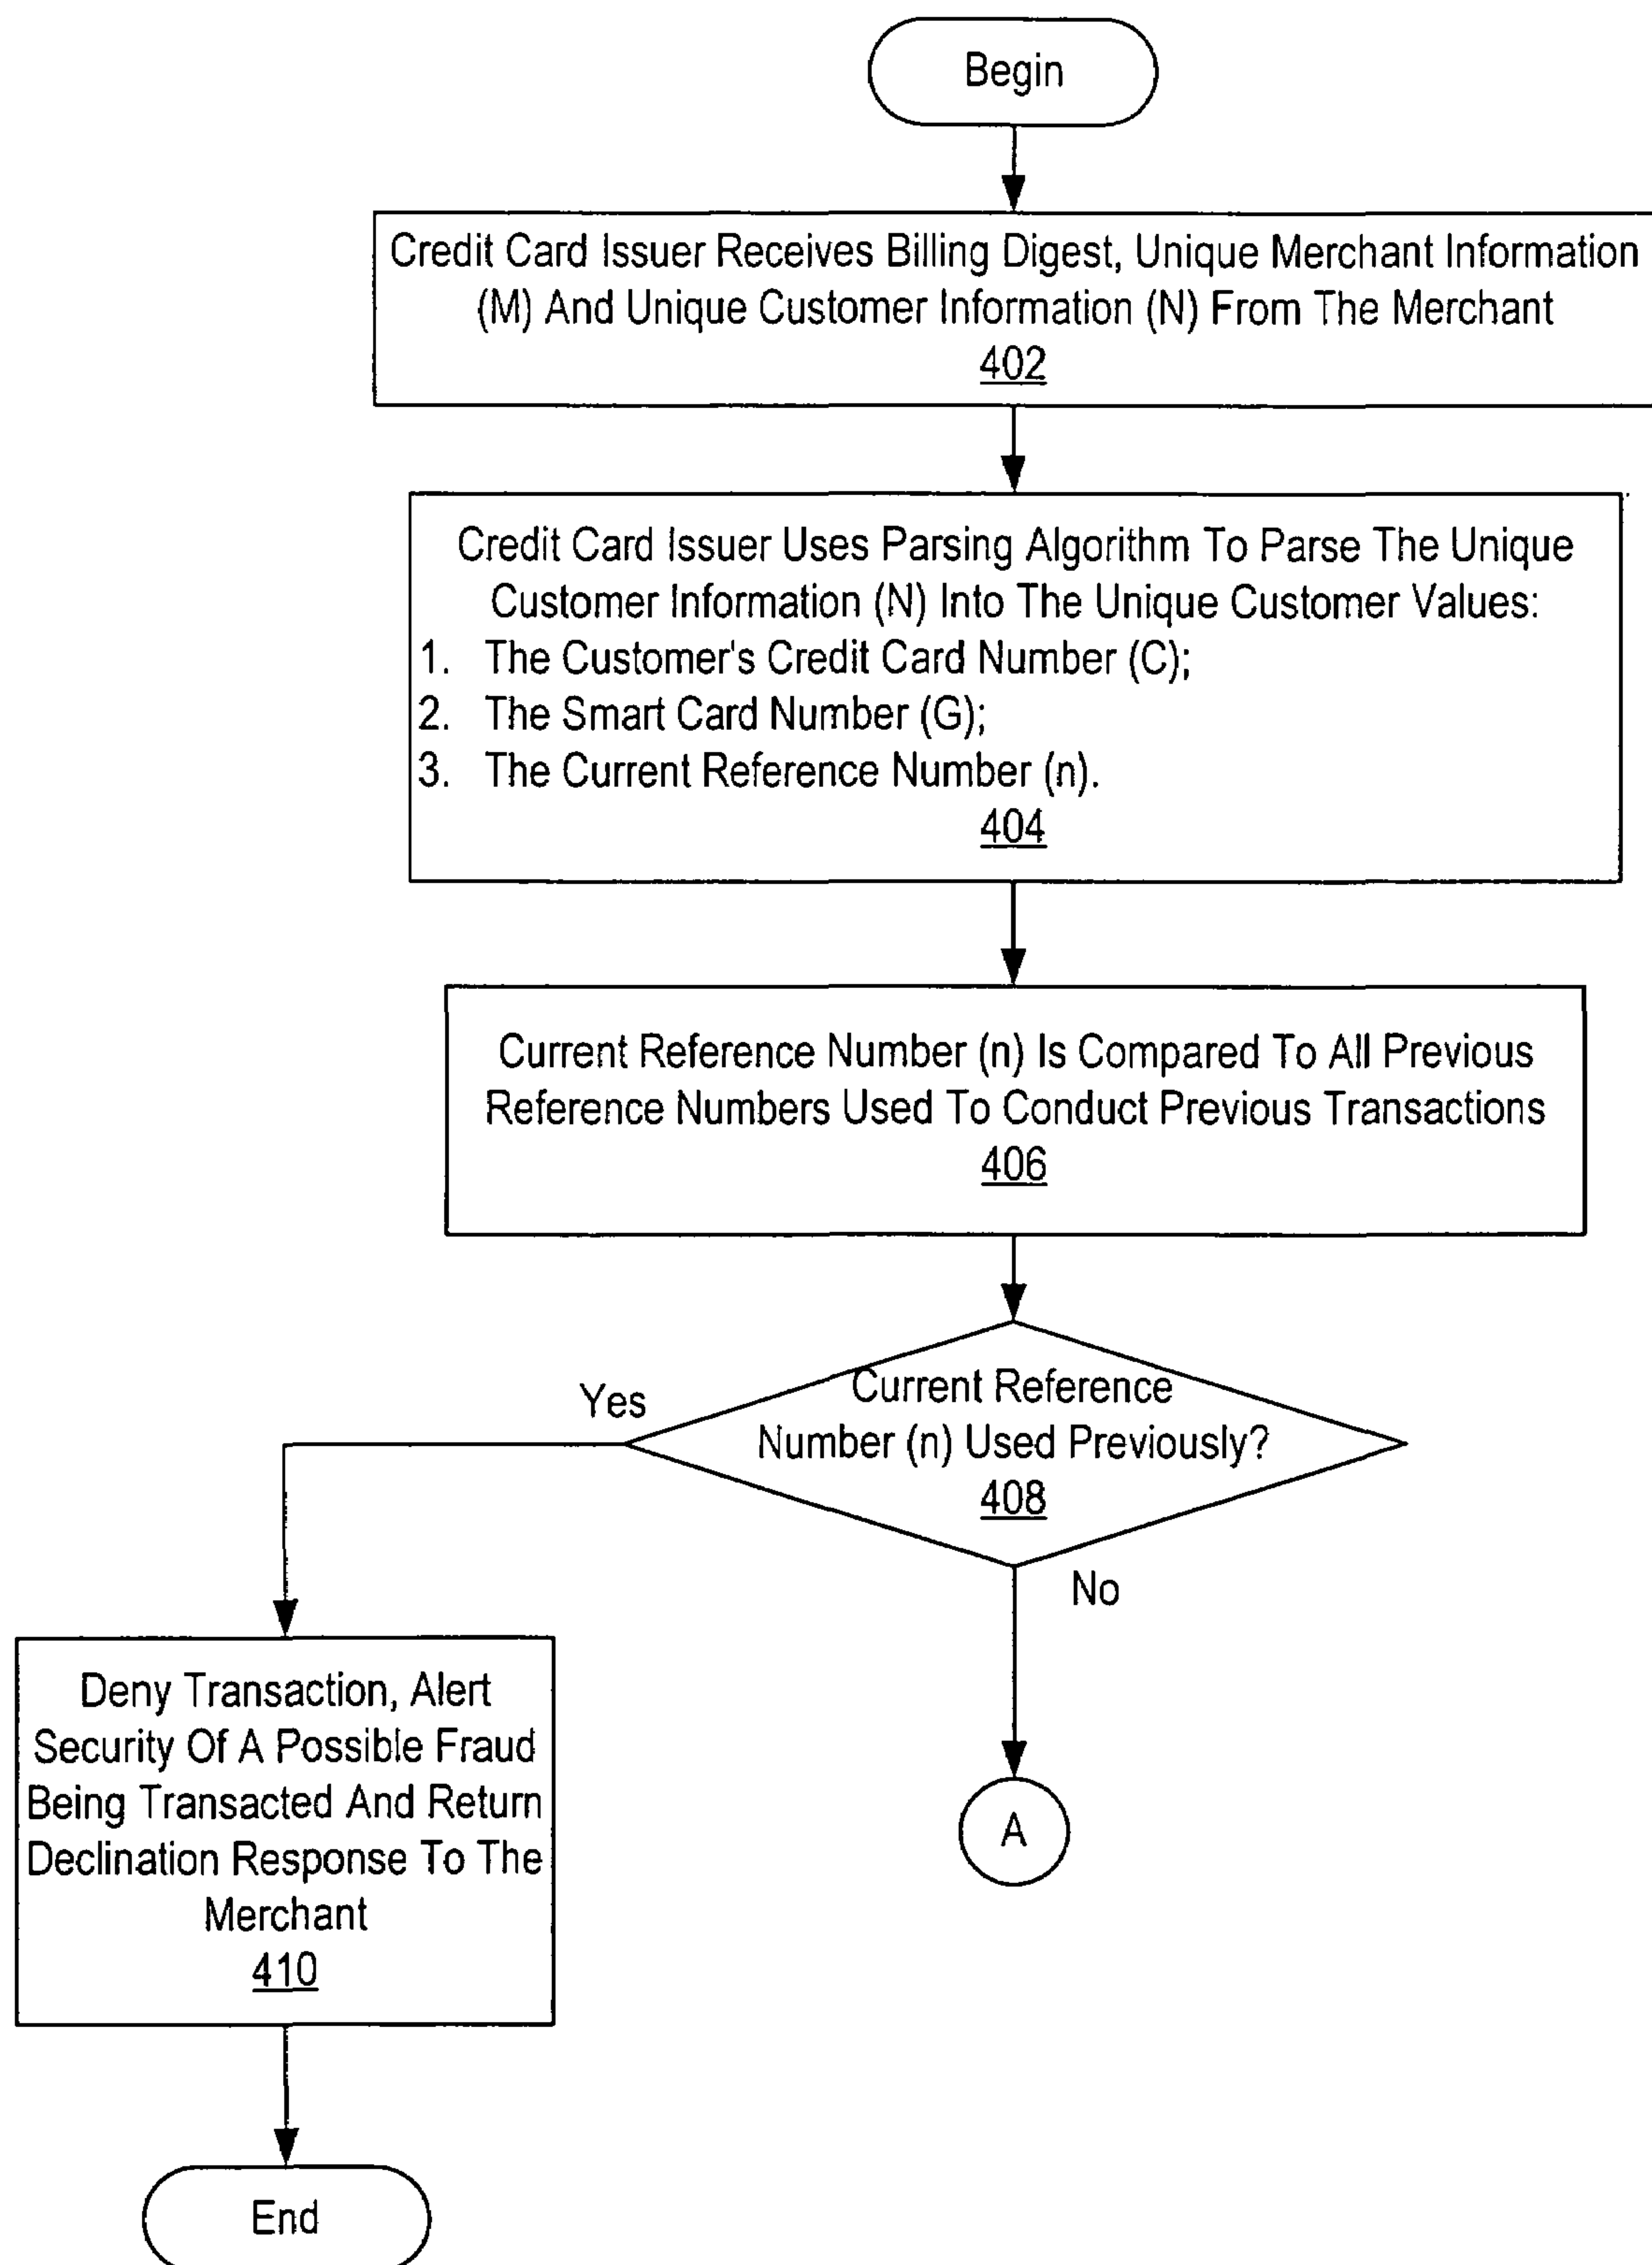 Begin
Credit Card Issuer Receives Billing Digest, Unique Merchant Information
(M) And Unique Customer Information (N) From The Merchant
402
Credit Card Issuer Uses Parsing Algorithm To Parse The Unique
Customer Information (N) Into The Unique Customer Values:
1. The Customer's Credit Card Number (C);
2. The Smart Card Number (G);
3. The Current Reference Number (n).
404
Current Reference Number (n) Is Compared To All Previous
Reference Numbers Used To Conduct Previous Transactions
406
Current Reference
Number (n) Used Previously?
408
Yes
No
Deny Transaction, Alert
Security Of A Possible Fraud
Being Transacted And Return
Declination Response To The
Merchant
410
A
End